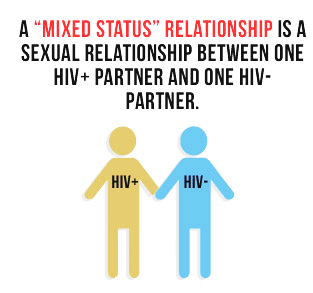 A “MIXED STATUS” RELATIONSHIP IS A
SEXUAL RELATIONSHIP BETWEEN ONE
HIV+ PARTNER AND ONE HIV-
PARTNER.
HIV+ HIV-